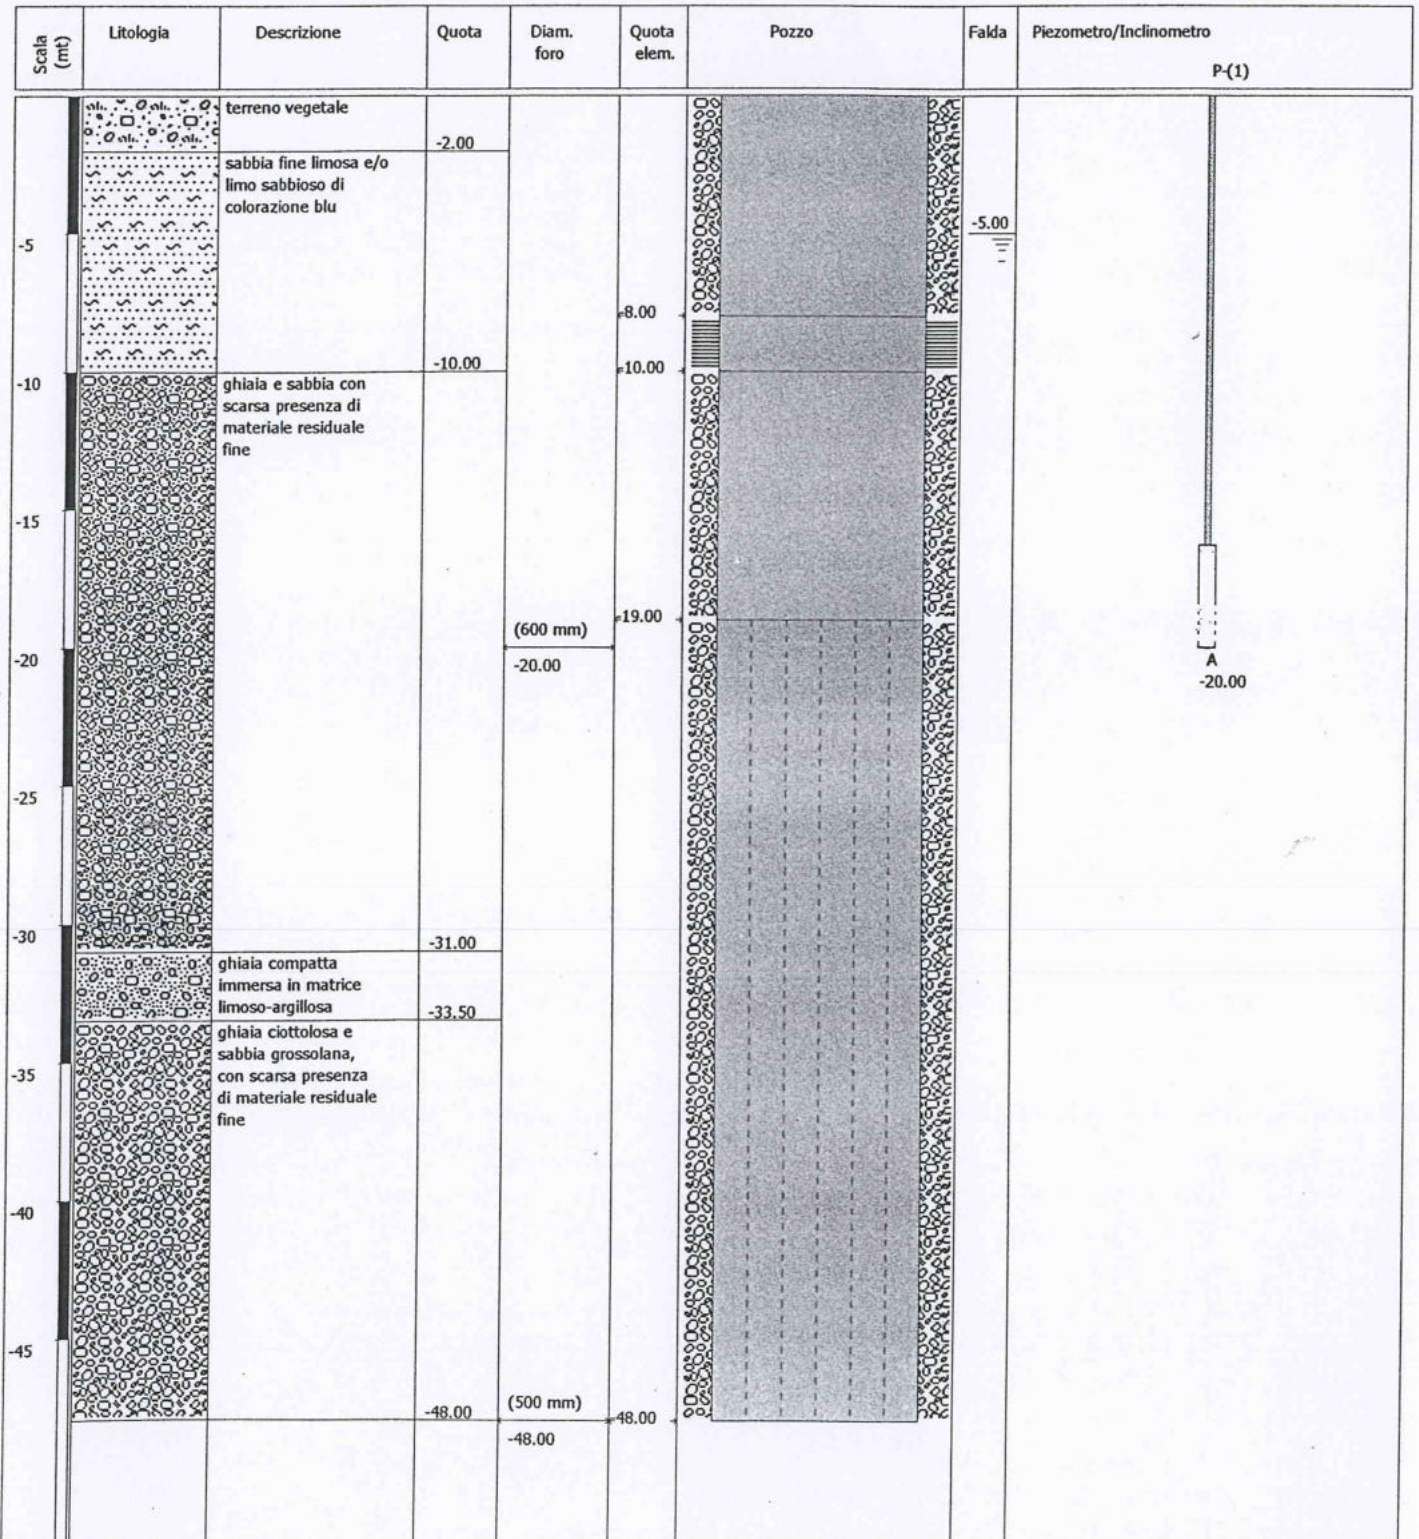 Scala
(mt)
Litologia
Descrizione
Quota
Diam.
foro
Quota
elem.
Pozzo
Falda
Piezometro/Inclinometro
P-(1)
terreno vegetale
-2.00
sabbia fine limosa e/o
limo sabbioso di
colorazione blu
-5.00
-5
-8.00
-10.00
-10.00
-10
ghiaia e sabbia con
scarsa presenza di
materiale residuale
fine
-15
-19.00
(600 mm)
-20.00
-20
A
-20.00
-25
-30
-31.00
ghiaia compatta
immersa in matrice
limoso-argillosa
-33.50
ghiaia ciottolosa e
sabbia grossolana,
con scarsa presenza
di materiale residuale
fine
-35
-40
-45
-48.00
(500 mm)
-48.00
-48.00